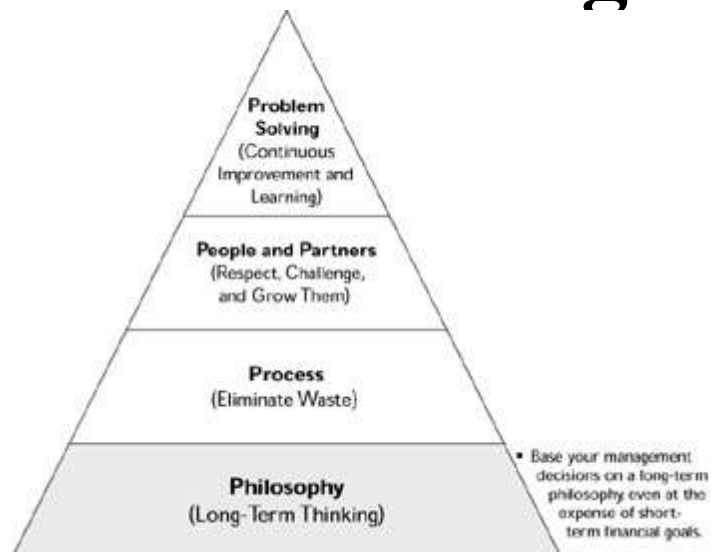 Problem
Solving
(Continuous
Improvement and
Learning)
People and Partners
(Respect, Challenge,
and Grow Them)
Process
(Eliminate Waste)
Philosophy
(Long-Term Thinking)
▪ Base your management
decisions on a long-term
philosophy even at the
expense of short-
term financial goals.